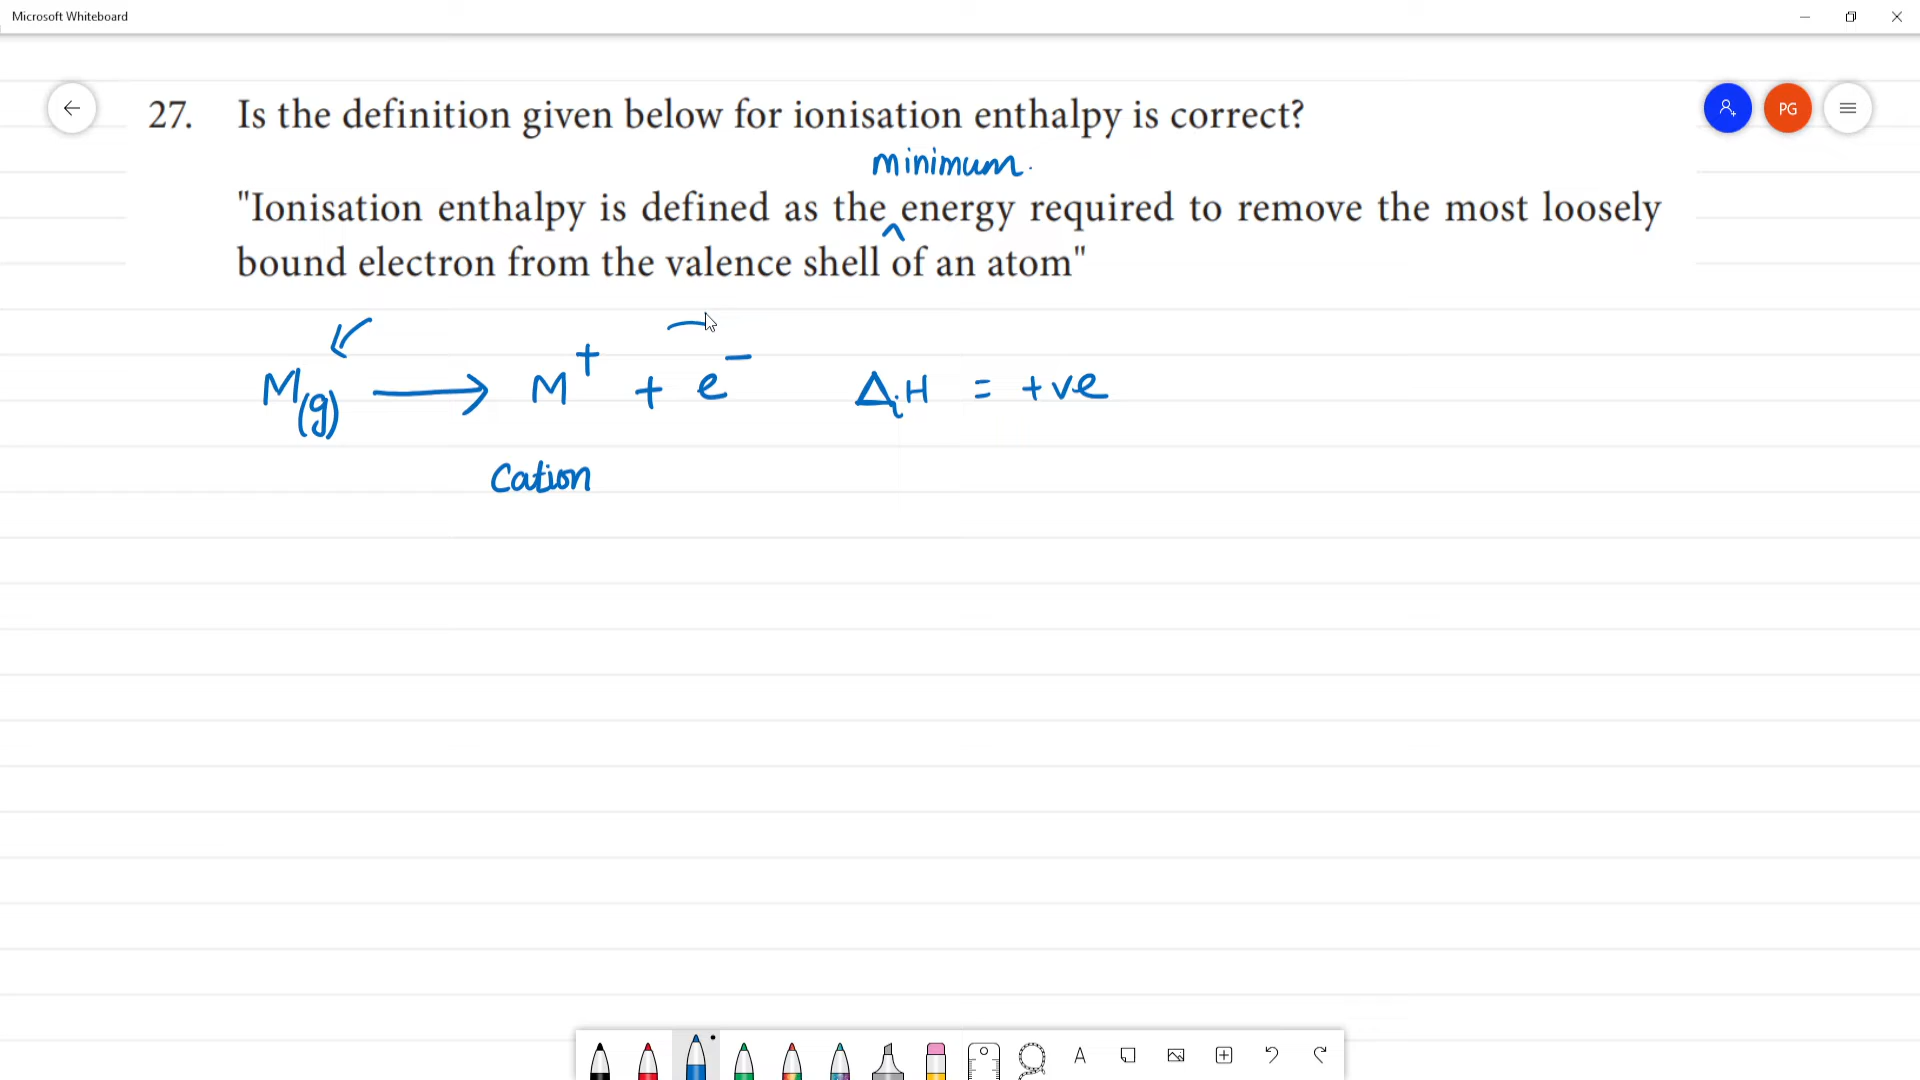 Microsoft Whiteboard
27. Is the definition given below for ionisation enthalpy is correct?
minimum.
"Ionisation enthalpy is defined as the energy required to remove the most loosely
^
bound electron from the valence shell of an atom"
M(g) ⟶ M⁺ + e⁻ ΔᵢH = +ve
Cation
PG
A